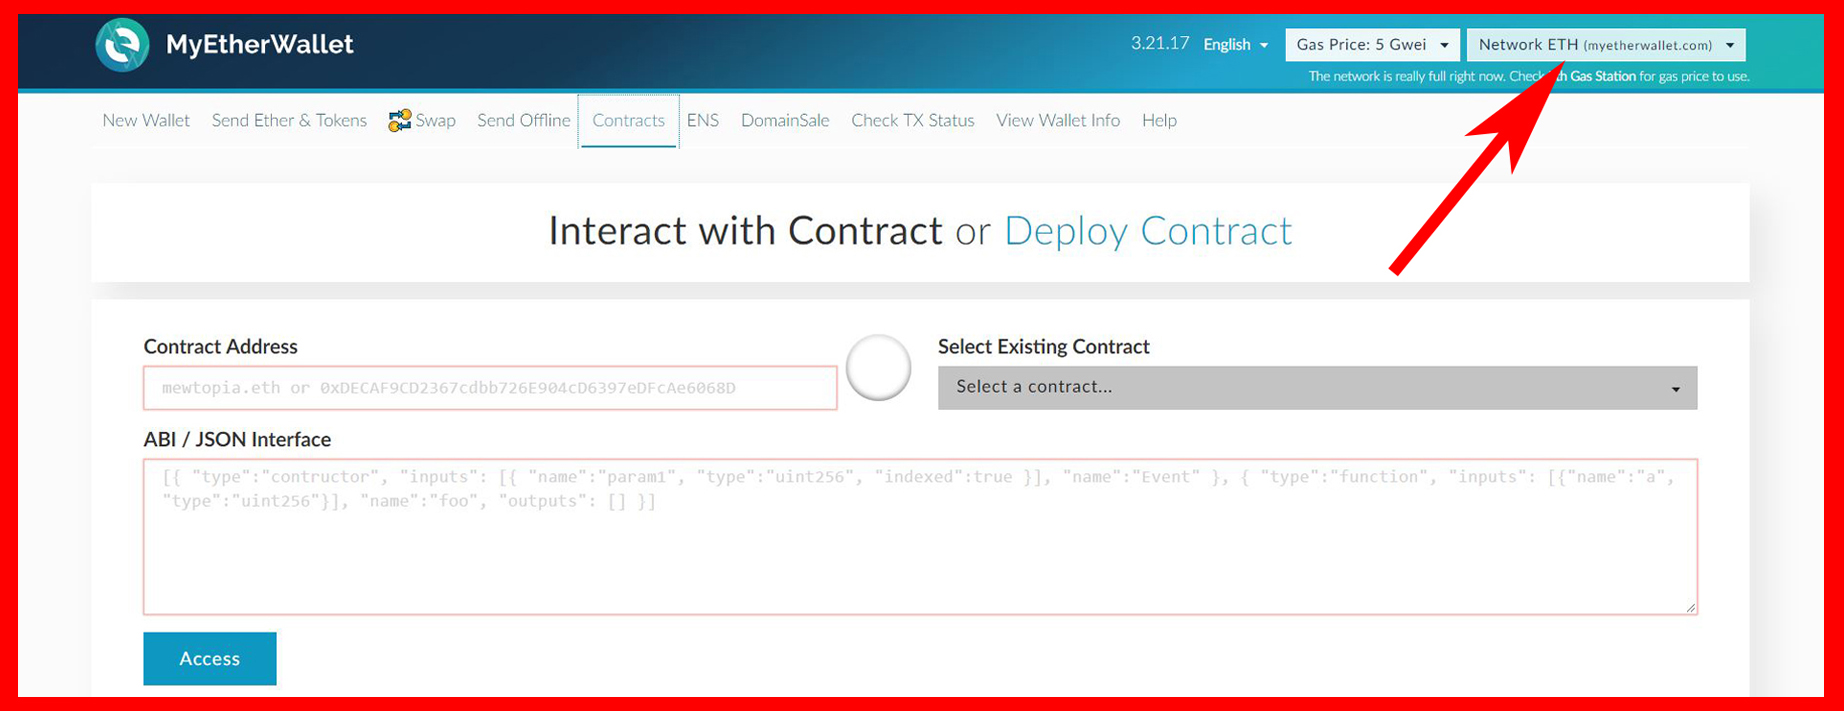 MyEtherWallet
3.21.17 English Gas Price: 5 Gwei Network ETH (myetherwallet.com)
The network is really full right now. Check th Gas Station for gas price to use.
New Wallet Send Ether & Tokens Swap Send Offline Contracts ENS DomainSale Check TX Status View Wallet Info Help
Interact with Contract or Deploy Contract
Contract Address
mewtopia.eth or 0xDECAF9CD2367cdbb726E904cD6397eDFcAe6068D
Select Existing Contract
Select a contract...
ABI / JSON Interface
[{ "type":"contructor", "inputs": [{ "name":"param1", "type":"uint256", "indexed":true }], "name":"Event" }, { "type":"function", "inputs": [{"name":"a",
"type":"uint256"}], "name":"foo", "outputs": [] }]
Access